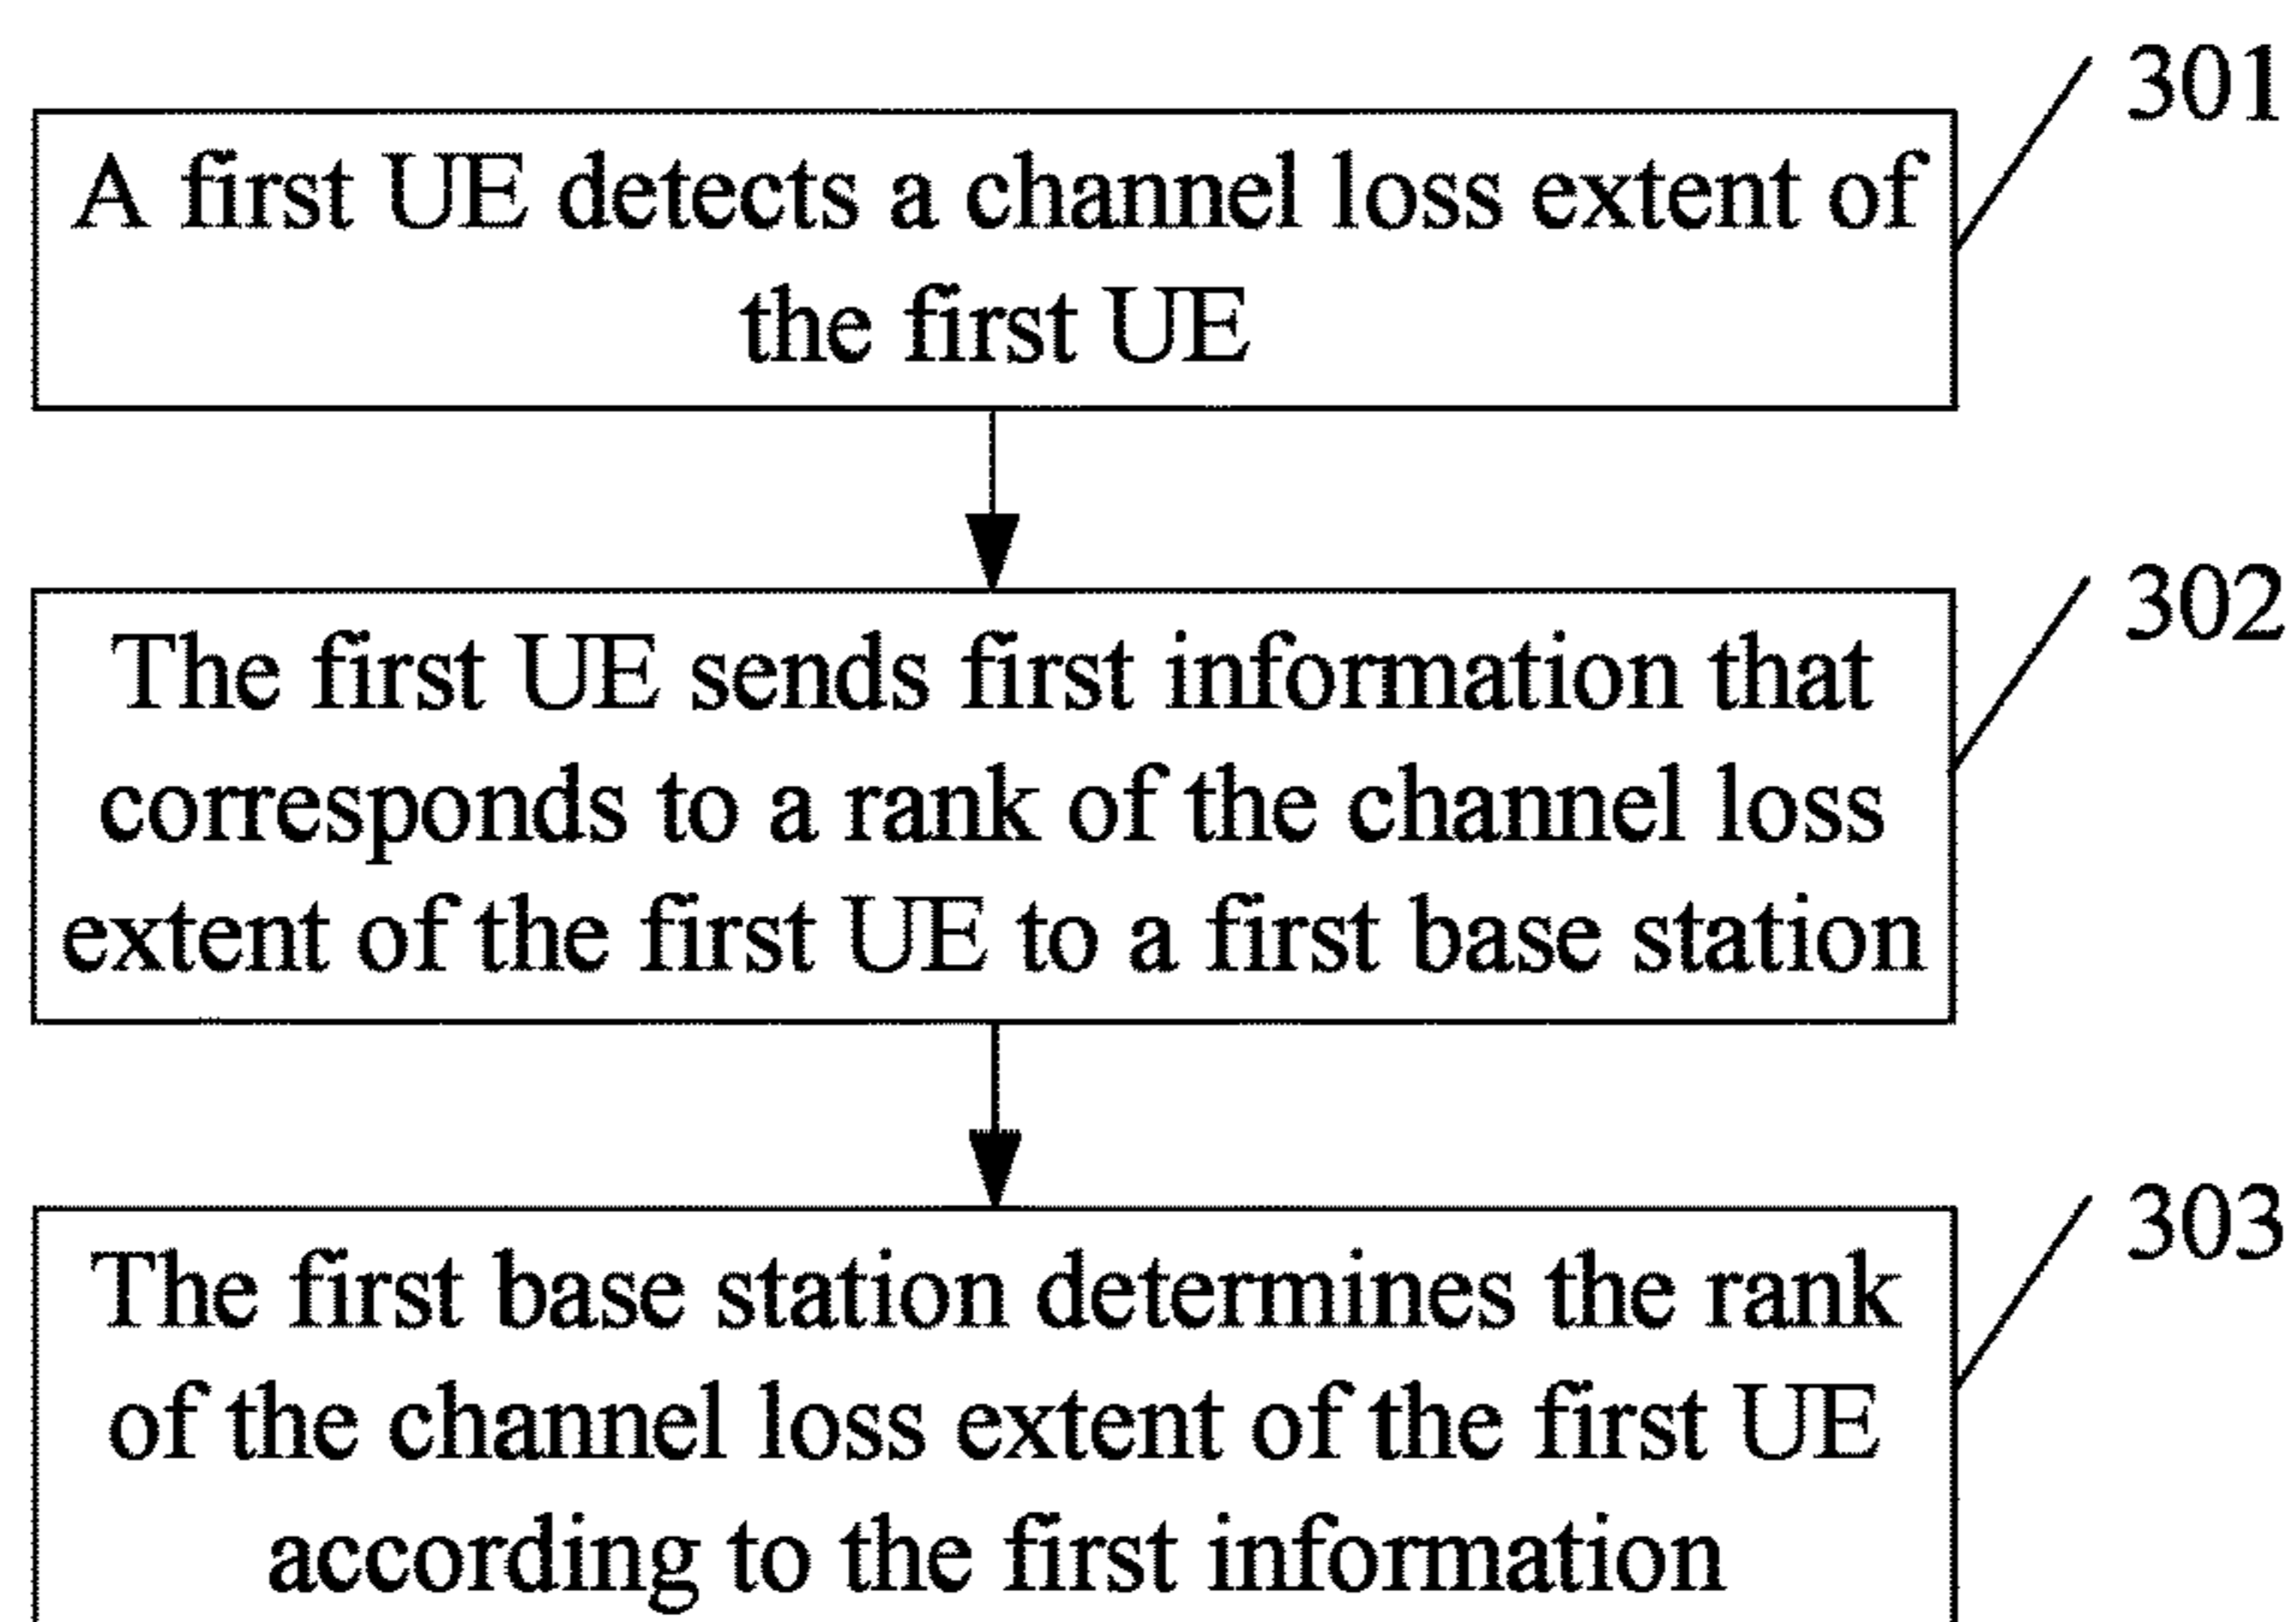 301
A first UE detects a channel loss extent of
the first UE
302
The first UE sends first information that
corresponds to a rank of the channel loss
extent of the first UE to a first base station
303
The first base station determines the rank
of the channel loss extent of the first UE
according to the first information